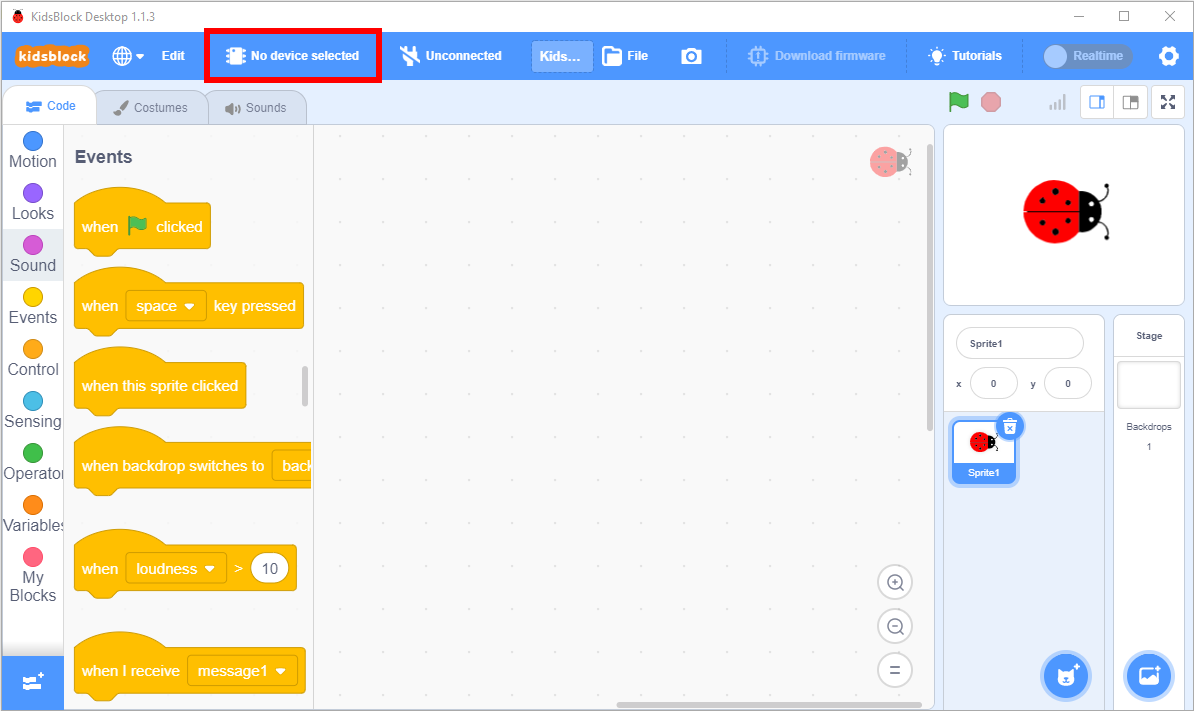 KidsBlock Desktop 1.1.3
kidsblock
Edit
No device selected
Unconnected
Kids...
File
Download firmware
Tutorials
Realtime
Code
Costumes
Sounds
Motion
Looks
Sound
Events
Control
Sensing
Operator
Variables
My
Blocks
Events
when clicked
when space key pressed
when this sprite clicked
when backdrop switches to back
when loudness > 10
when I receive message1
Sprite1
x 0 y 0
Sprite1
Stage
Backdrops
1